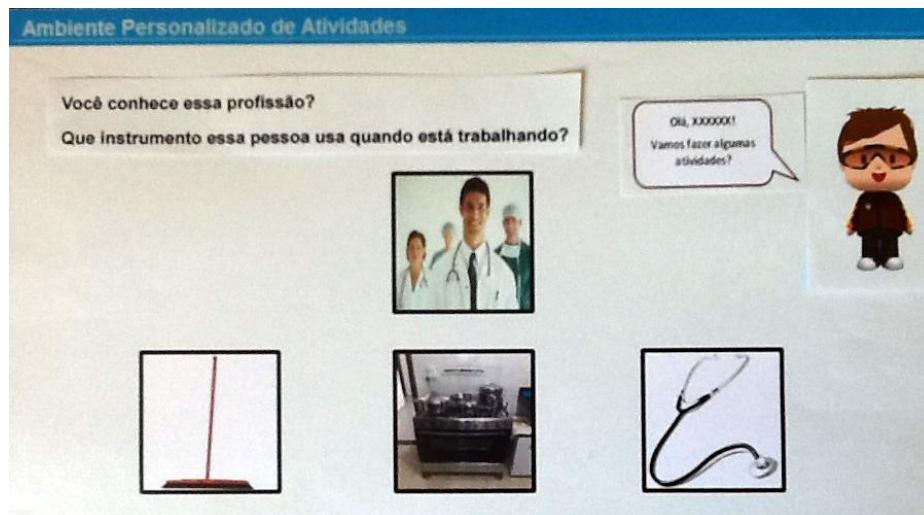 Ambiente Personalizado de Atividades
Você conhece essa profissão?
Que instrumento essa pessoa usa quando está trabalhando?
Olá, XXXXXX!
Vamos fazer algumas
atividades?